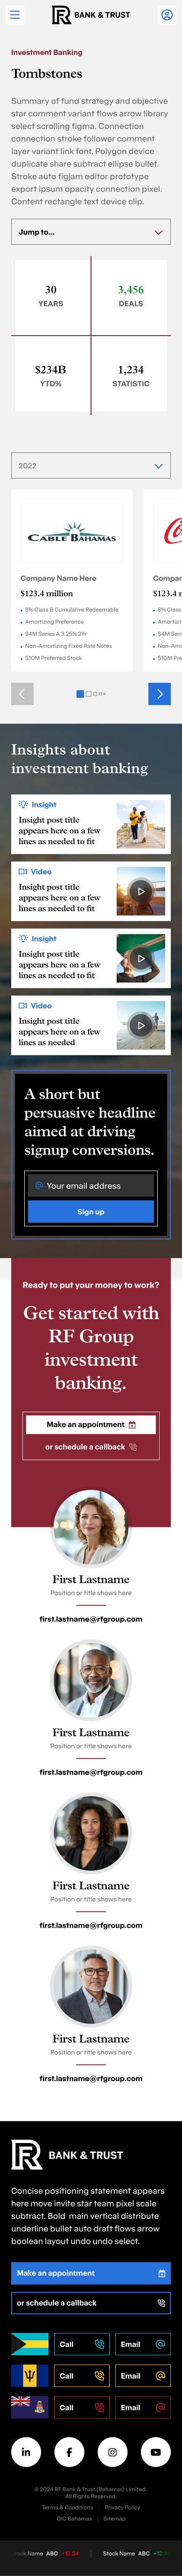 BANK & TRUST
Investment Banking
Tombstones
Summary of fund strategy and objective
star comment variant flows arrow library
select scrolling figma. Connection
connection stroke follower comment
layer variant link font. Polygon device
duplicate share subtract ellipse bullet.
Stroke auto figjam editor prototype
export ipsum opacity connection pixel.
Content rectangle text device clip.
Jump to...
30
YEARS
3,456
DEALS
$234B
YTD%
1,234
STATISTIC
2022
CABLE BAHAMAS
Company Name Here
$123.4 million
8% Class B Cumulative Redeemable
Amortizing Preference
$4M Series A 3.25% 21Y
Non-Amortizing Fixed Rate Notes
$10M Preferred Stock
Compan
$123.4 m
8% Class
Amortizin
$4M Seri
Non-Amo
$10M Pre
Insights about
investment banking
Insight
Insight post title
appears here on a few
lines as needed to fit
Video
Insight post title
appears here on a few
lines as needed to fit
Insight
Insight post title
appears here on a few
lines as needed to fit
Video
Insight post title
appears here on a few
lines as needed
A short but
persuasive headline
aimed at driving
signup conversions.
Your email address
Sign up
Ready to put your money to work?
Get started with
RF Group
investment
banking.
Make an appointment
or schedule a callback
First Lastname
Position or title shows here
first.lastname@rfgroup.com
First Lastname
Position or title shows here
first.lastname@rfgroup.com
First Lastname
Position or title shows here
first.lastname@rfgroup.com
First Lastname
Position or title shows here
first.lastname@rfgroup.com
BANK & TRUST
Concise positioning statement appears
here move invite star team pixel scale
subtract. Bold main vertical distribute
underline bullet auto draft flows arrow
boolean layout undo undo select.
Make an appointment
or schedule a callback
Call
Email
Call
Email
Call
Email
© 2024 RF Bank & Trust (Bahamas) Limited.
All Rights Reserved.
Terms & Conditions
Privacy Policy
DIC Bahamas
Sitemap
Name ABC +12.34
Stock Name ABC